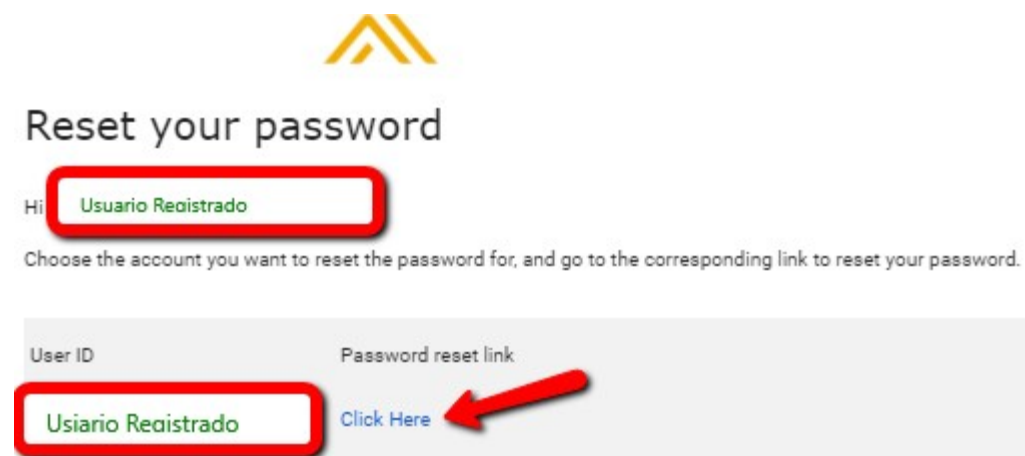 Reset your password
Hi Usuario Registrado
Choose the account you want to reset the password for, and go to the corresponding link to reset your password.
User ID Password reset link
Usiario Registrado Click Here